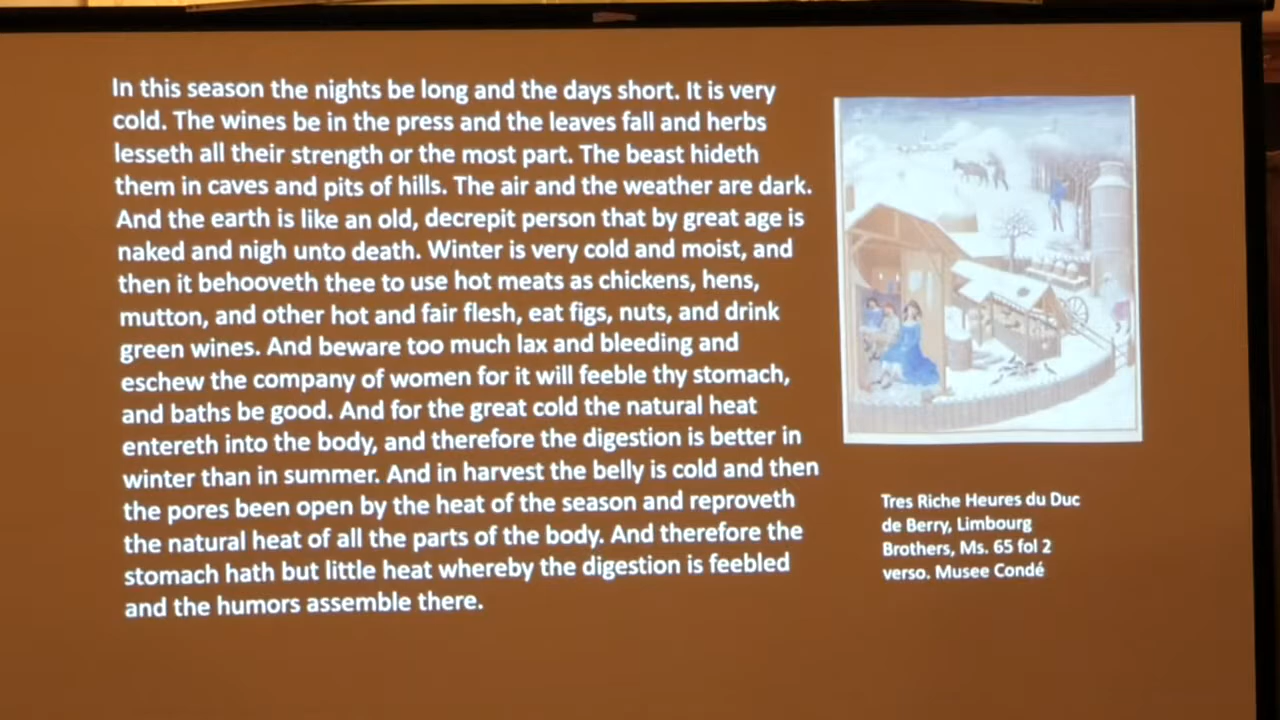 In this season the nights be long and the days short. It is very
cold. The wines be in the press and the leaves fall and herbs
lesseth all their strength or the most part. The beast hideth
them in caves and pits of hills. The air and the weather are dark.
And the earth is like an old, decrepit person that by great age is
naked and nigh unto death. Winter is very cold and moist, and
then it behooveth thee to use hot meats as chickens, hens,
mutton, and other hot and fair flesh, eat figs, nuts, and drink
green wines. And beware too much lax and bleeding and
eschew the company of women for it will feeble thy stomach,
and baths be good. And for the great cold the natural heat
entereth into the body, and therefore the digestion is better in
winter than in summer. And in harvest the belly is cold and then
the pores been open by the heat of the season and reproveth
the natural heat of all the parts of the body. And therefore the
stomach hath but little heat whereby the digestion is feebled
and the humors assemble there.
Tres Riche Heures du Duc
de Berry, Limbourg
Brothers, Ms. 65 fol 2
verso. Musee Condé